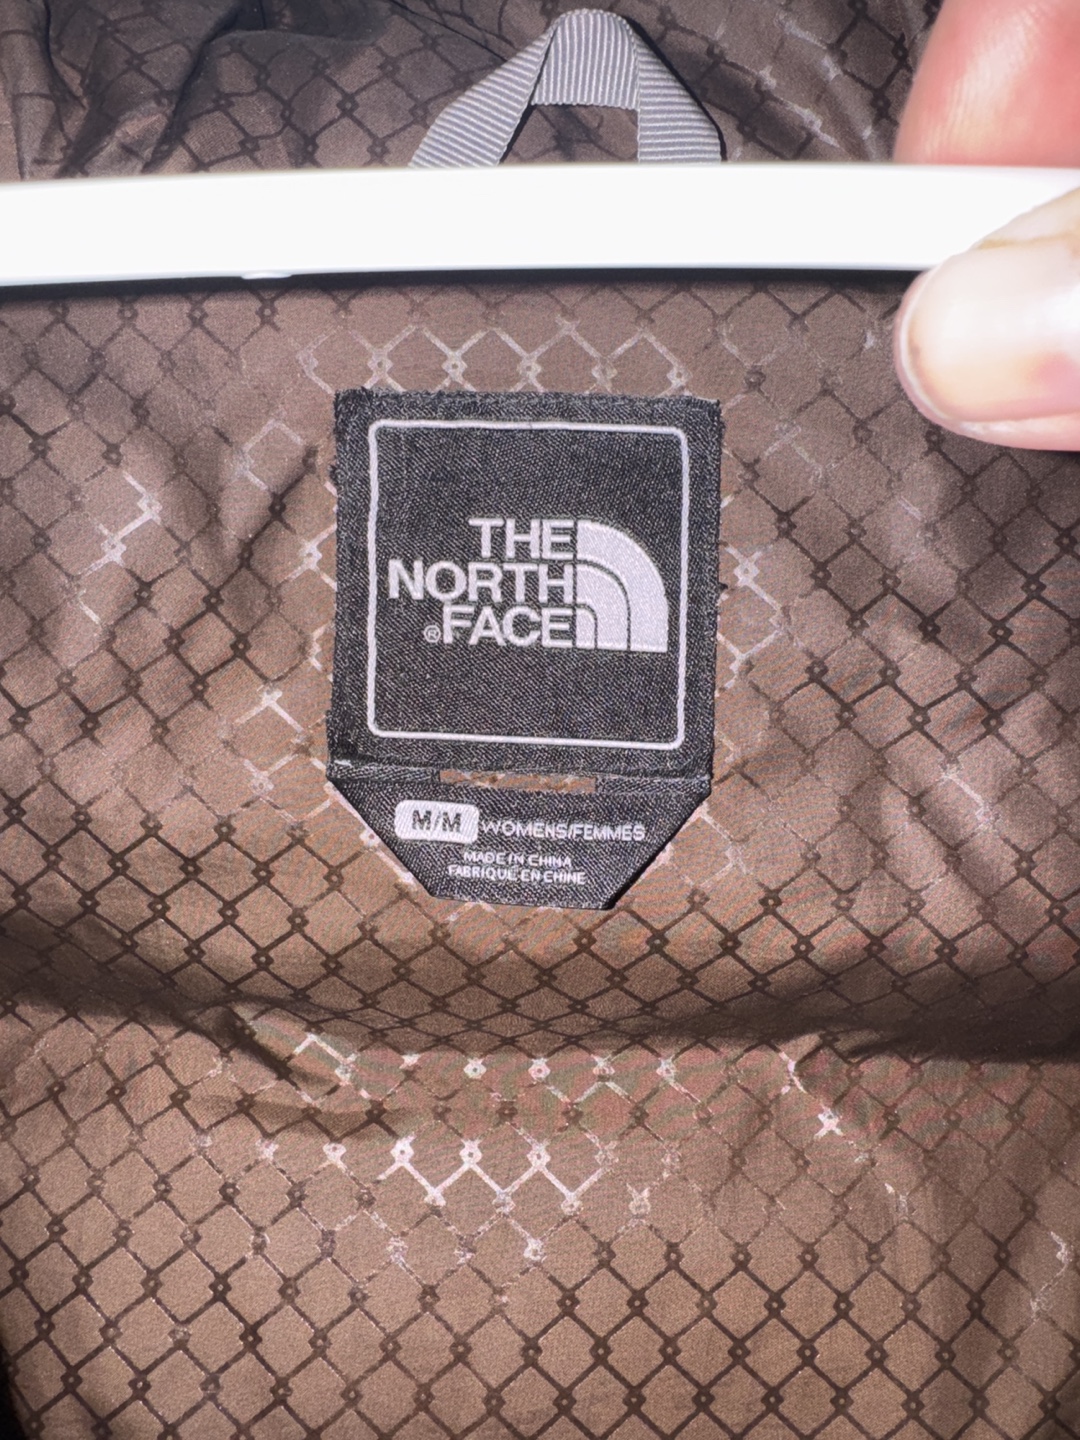 THE
NORTH
®FACE
M/M WOMENS/FEMMES
MADE IN CHINA
FABRIQUE EN CHINE